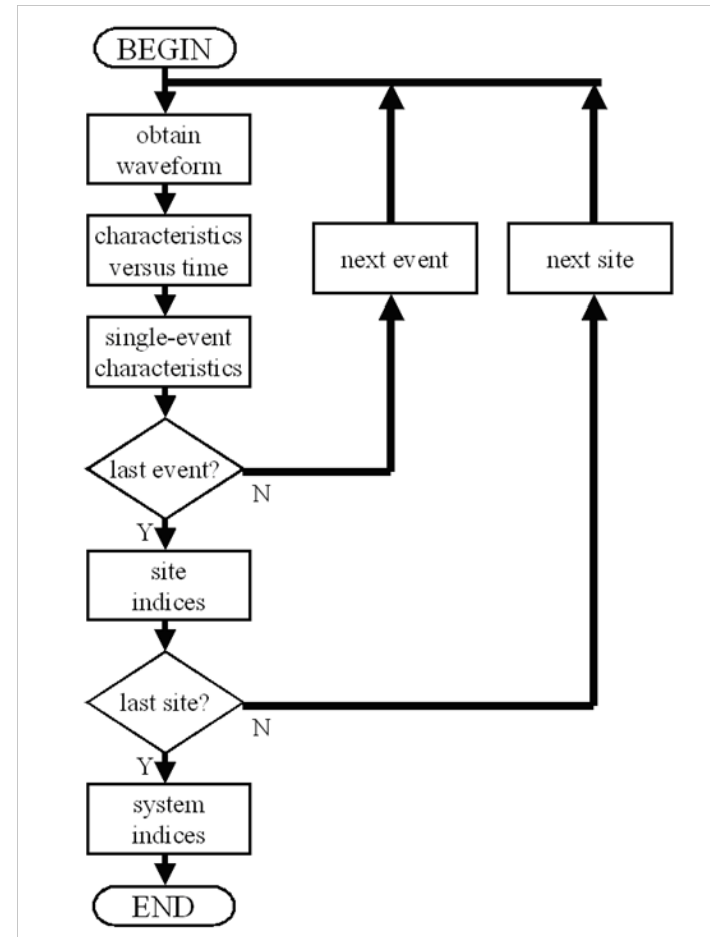 BEGIN
obtain
waveform
characteristics
versus time
next event
next site
single-event
characteristics
last event?
N
Y
site
indices
last site?
N
Y
system
indices
END